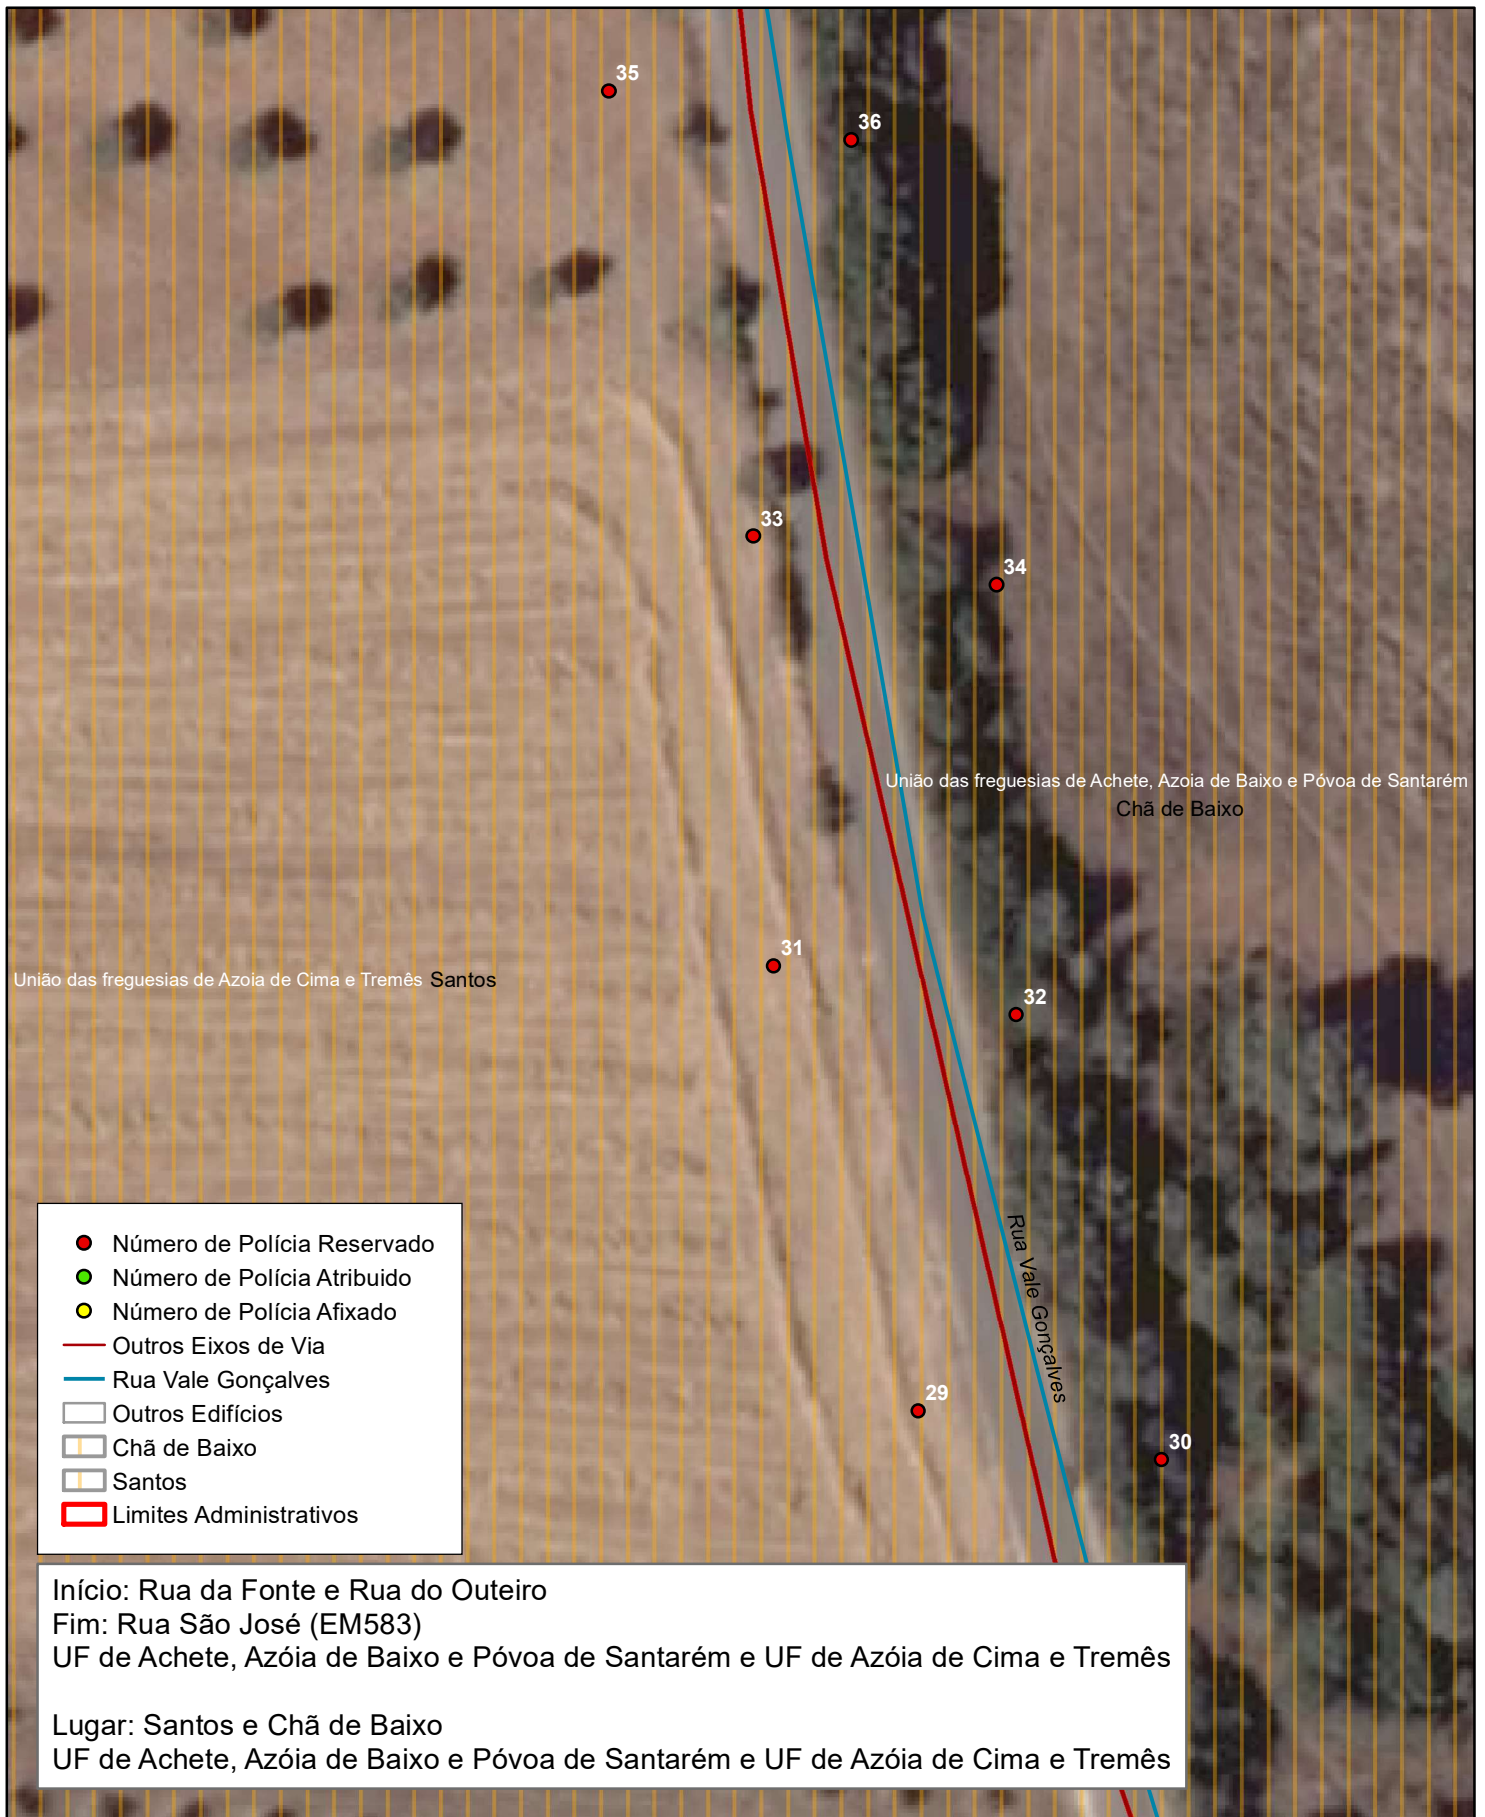 35
36
33
34
União das freguesias de Achete, Azoia de Baixo e Póvoa de Santarém
Chã de Baixo
31
União das freguesias de Azoia de Cima e Tremês Santos
32
Rua Vale Gonçalves
29
30
Número de Polícia Reservado
Número de Polícia Atribuido
Número de Polícia Afixado
Outros Eixos de Via
Rua Vale Gonçalves
Outros Edifícios
Chã de Baixo
Santos
Limites Administrativos
Início: Rua da Fonte e Rua do Outeiro
Fim: Rua São José (EM583)
UF de Achete, Azóia de Baixo e Póvoa de Santarém e UF de Azóia de Cima e Tremês
Lugar: Santos e Chã de Baixo
UF de Achete, Azóia de Baixo e Póvoa de Santarém e UF de Azóia de Cima e Tremês